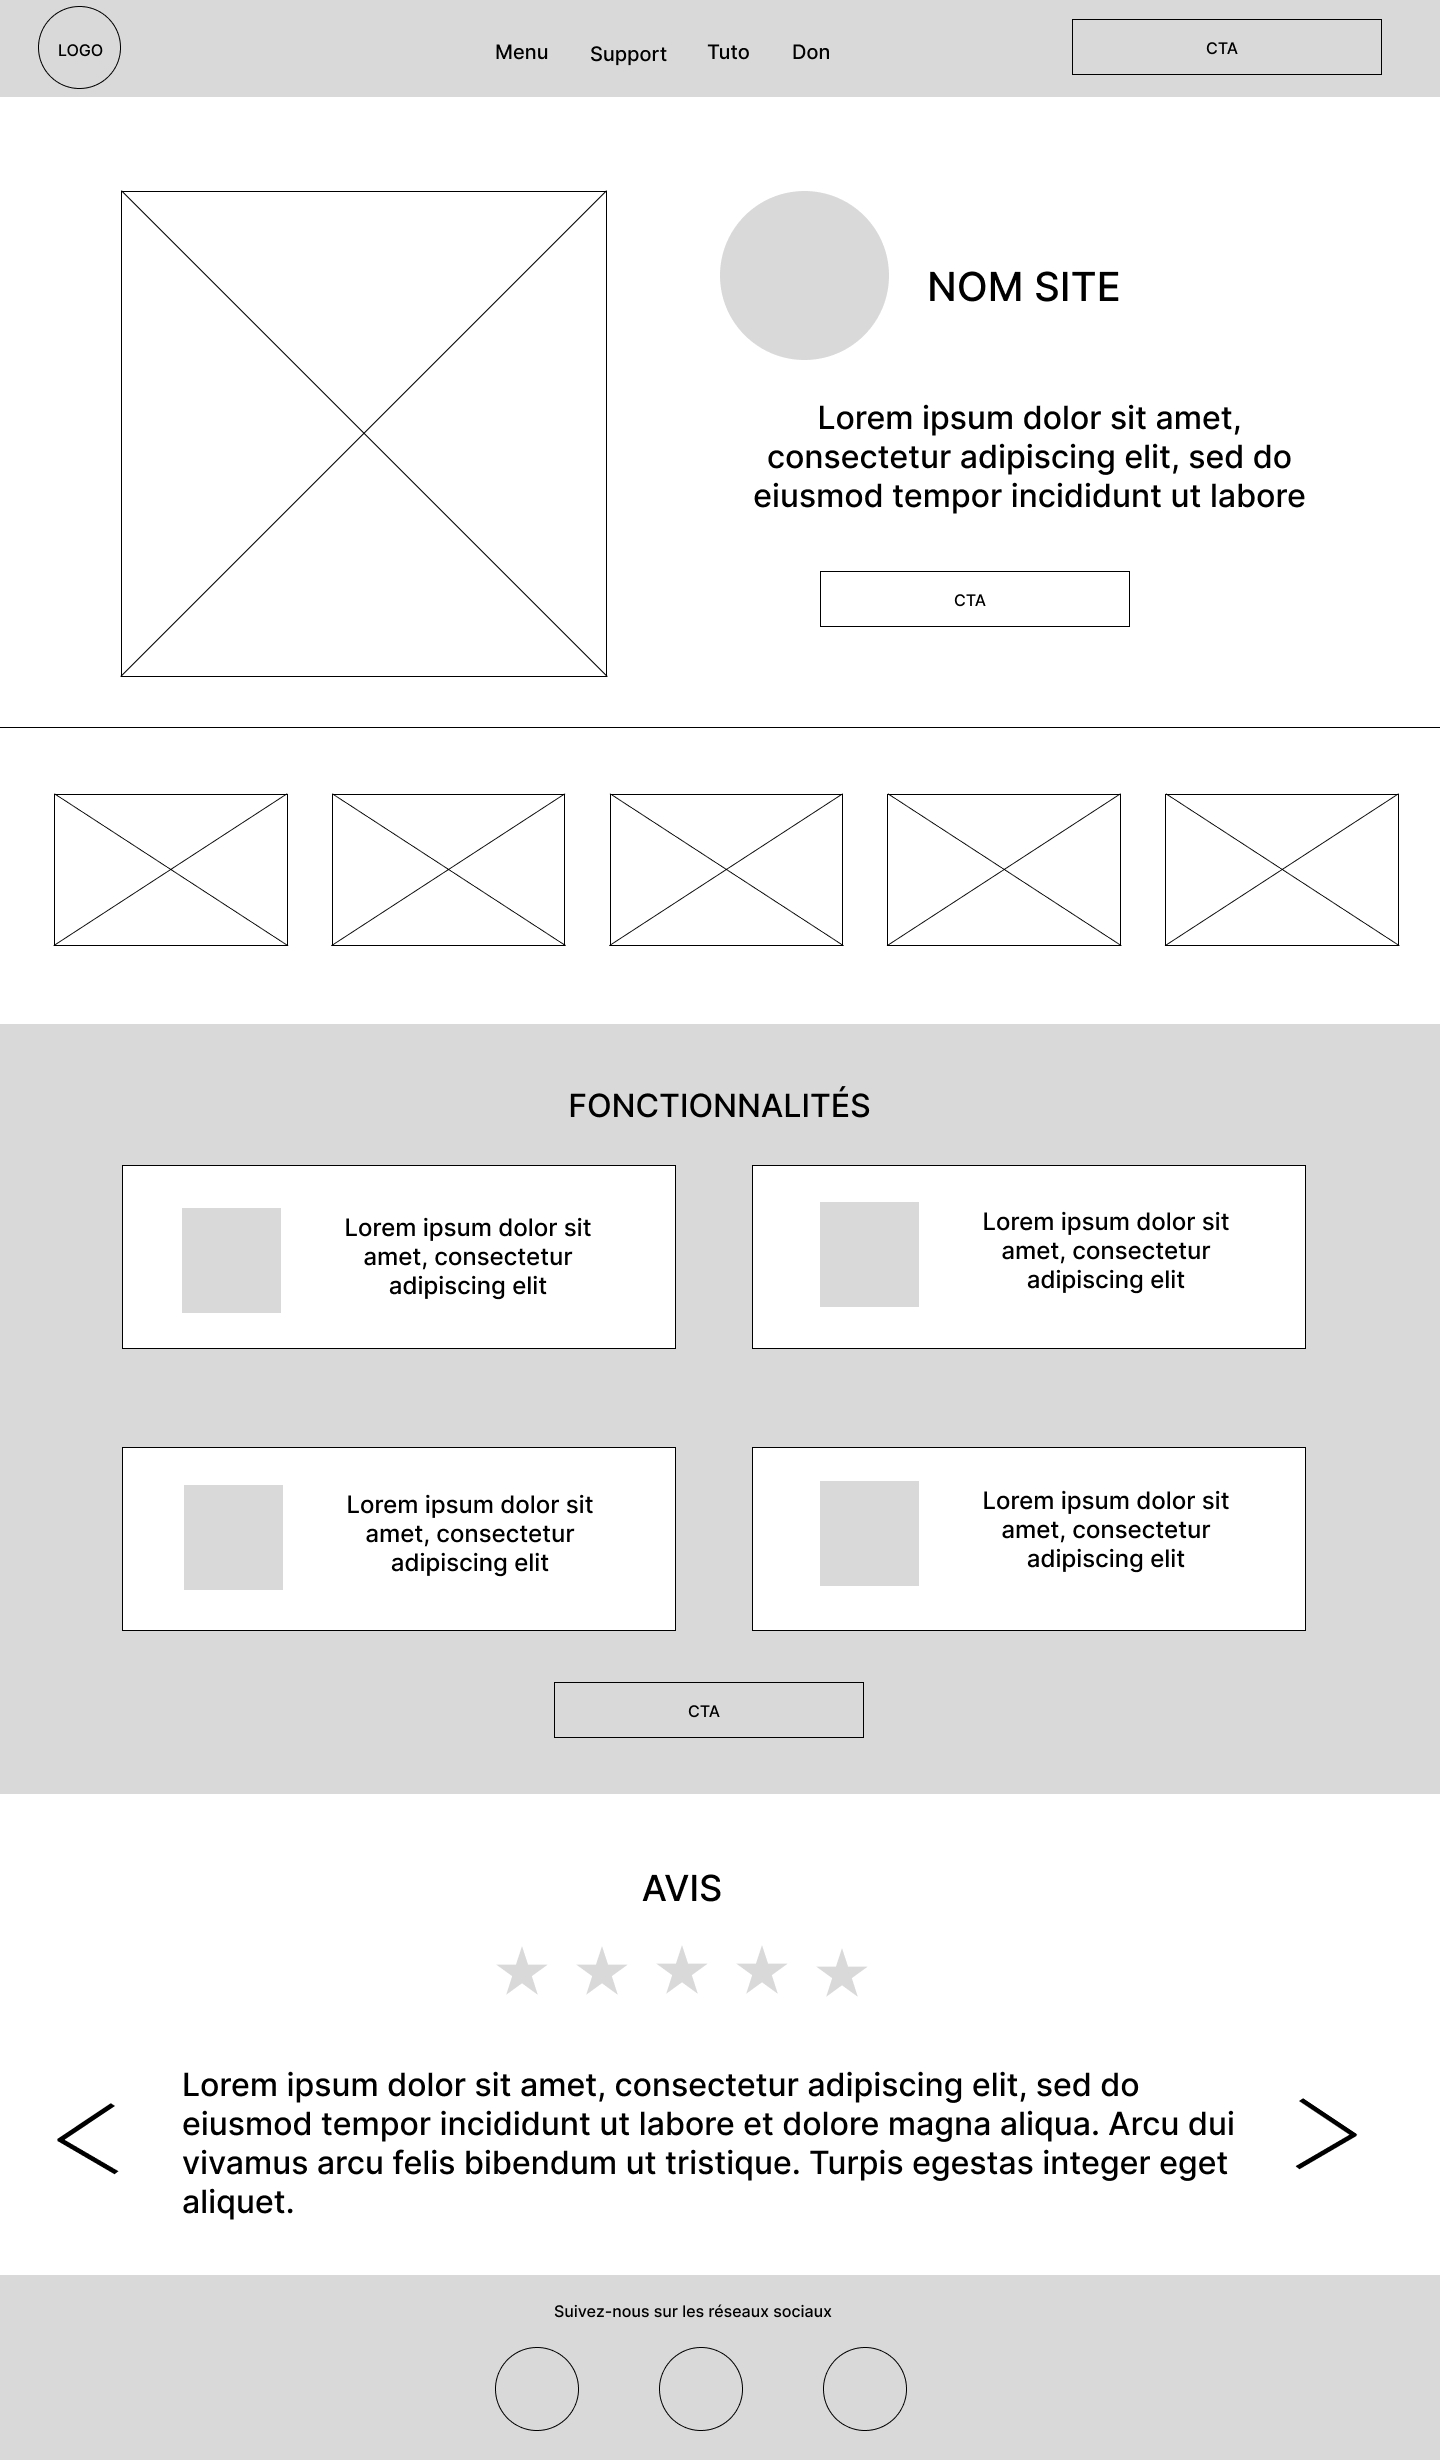 LOGO
Menu
Support
Tuto
Don
CTA
NOM SITE
Lorem ipsum dolor sit amet,
consectetur adipiscing elit, sed do
eiusmod tempor incididunt ut labore
CTA
FONCTIONNALITÉS
Lorem ipsum dolor sit
amet, consectetur
adipiscing elit
Lorem ipsum dolor sit
amet, consectetur
adipiscing elit
Lorem ipsum dolor sit
amet, consectetur
adipiscing elit
Lorem ipsum dolor sit
amet, consectetur
adipiscing elit
CTA
AVIS
Lorem ipsum dolor sit amet, consectetur adipiscing elit, sed do
eiusmod tempor incididunt ut labore et dolore magna aliqua. Arcu dui
vivamus arcu felis bibendum ut tristique. Turpis egestas integer eget
aliquet.
Suivez-nous sur les réseaux sociaux